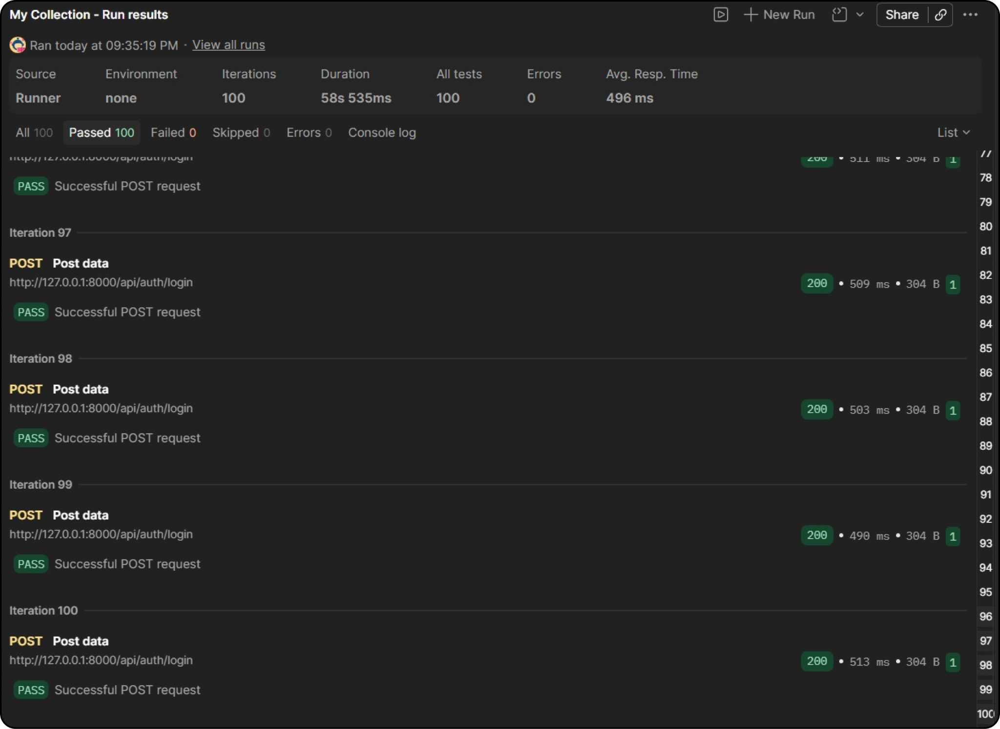 My Collection - Run results
New Run
Share
Ran today at 09:35:19 PM · View all runs
Source Environment Iterations Duration All tests Errors Avg. Resp. Time
Runner none 100 58s 535ms 100 0 496 ms
All 100 Passed 100 Failed 0 Skipped 0 Errors 0 Console log List
http://127.0.0.1:8000/api/auth/login 200 • 511 ms • 304 B 1
PASS Successful POST request
Iteration 97
POST Post data
http://127.0.0.1:8000/api/auth/login 200 • 509 ms • 304 B 1
PASS Successful POST request
Iteration 98
POST Post data
http://127.0.0.1:8000/api/auth/login 200 • 503 ms • 304 B 1
PASS Successful POST request
Iteration 99
POST Post data
http://127.0.0.1:8000/api/auth/login 200 • 490 ms • 304 B 1
PASS Successful POST request
Iteration 100
POST Post data
http://127.0.0.1:8000/api/auth/login 200 • 513 ms • 304 B 1
PASS Successful POST request
77
78
79
80
81
82
83
84
85
86
87
88
89
90
91
92
93
94
95
96
97
98
99
100